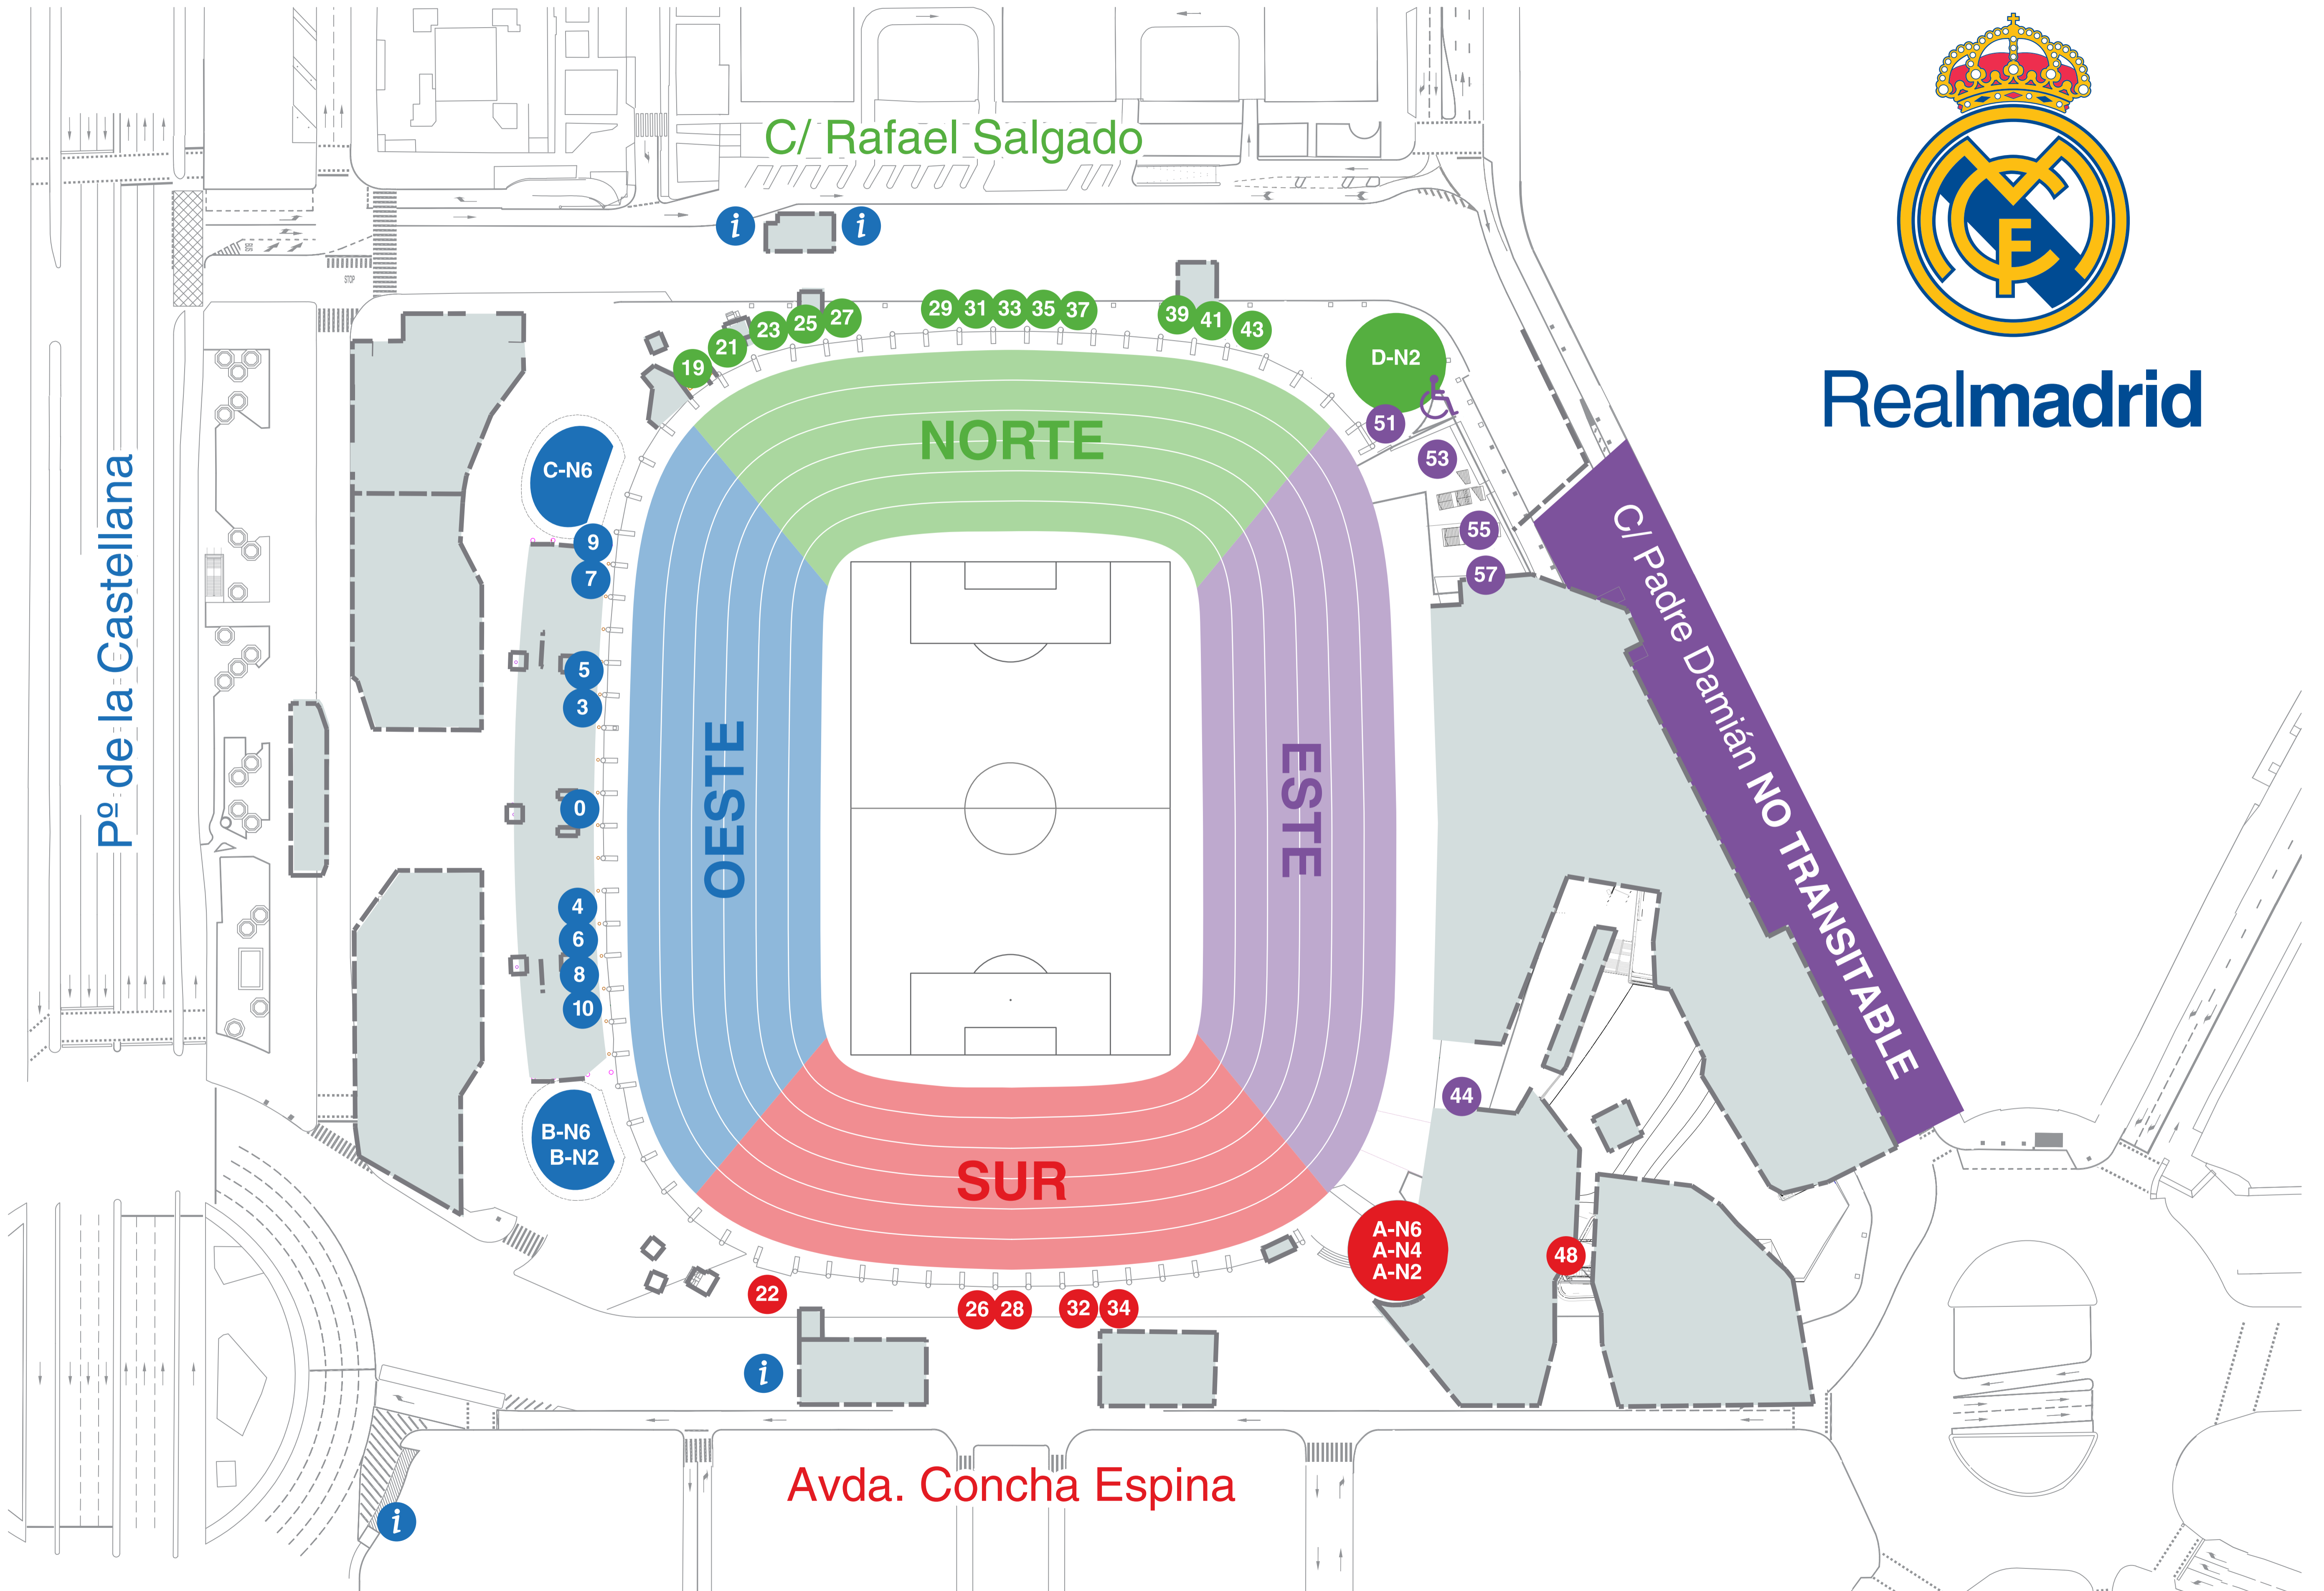 C/ Rafael Salgado
i
i
STOP
29
31
33
35
37
39
41
43
27
25
23
21
19
D-N2
51
53
55
57
Realmadrid
NORTE
C-N6
9
7
5
3
0
4
6
8
10
B-N6
B-N2
Pº de la Castellana
OESTE
ESTE
C/ Padre Damián NO TRANSITABLE
44
SUR
A-N6
A-N4
A-N2
48
22
26
28
32
34
i
Avda. Concha Espina
i